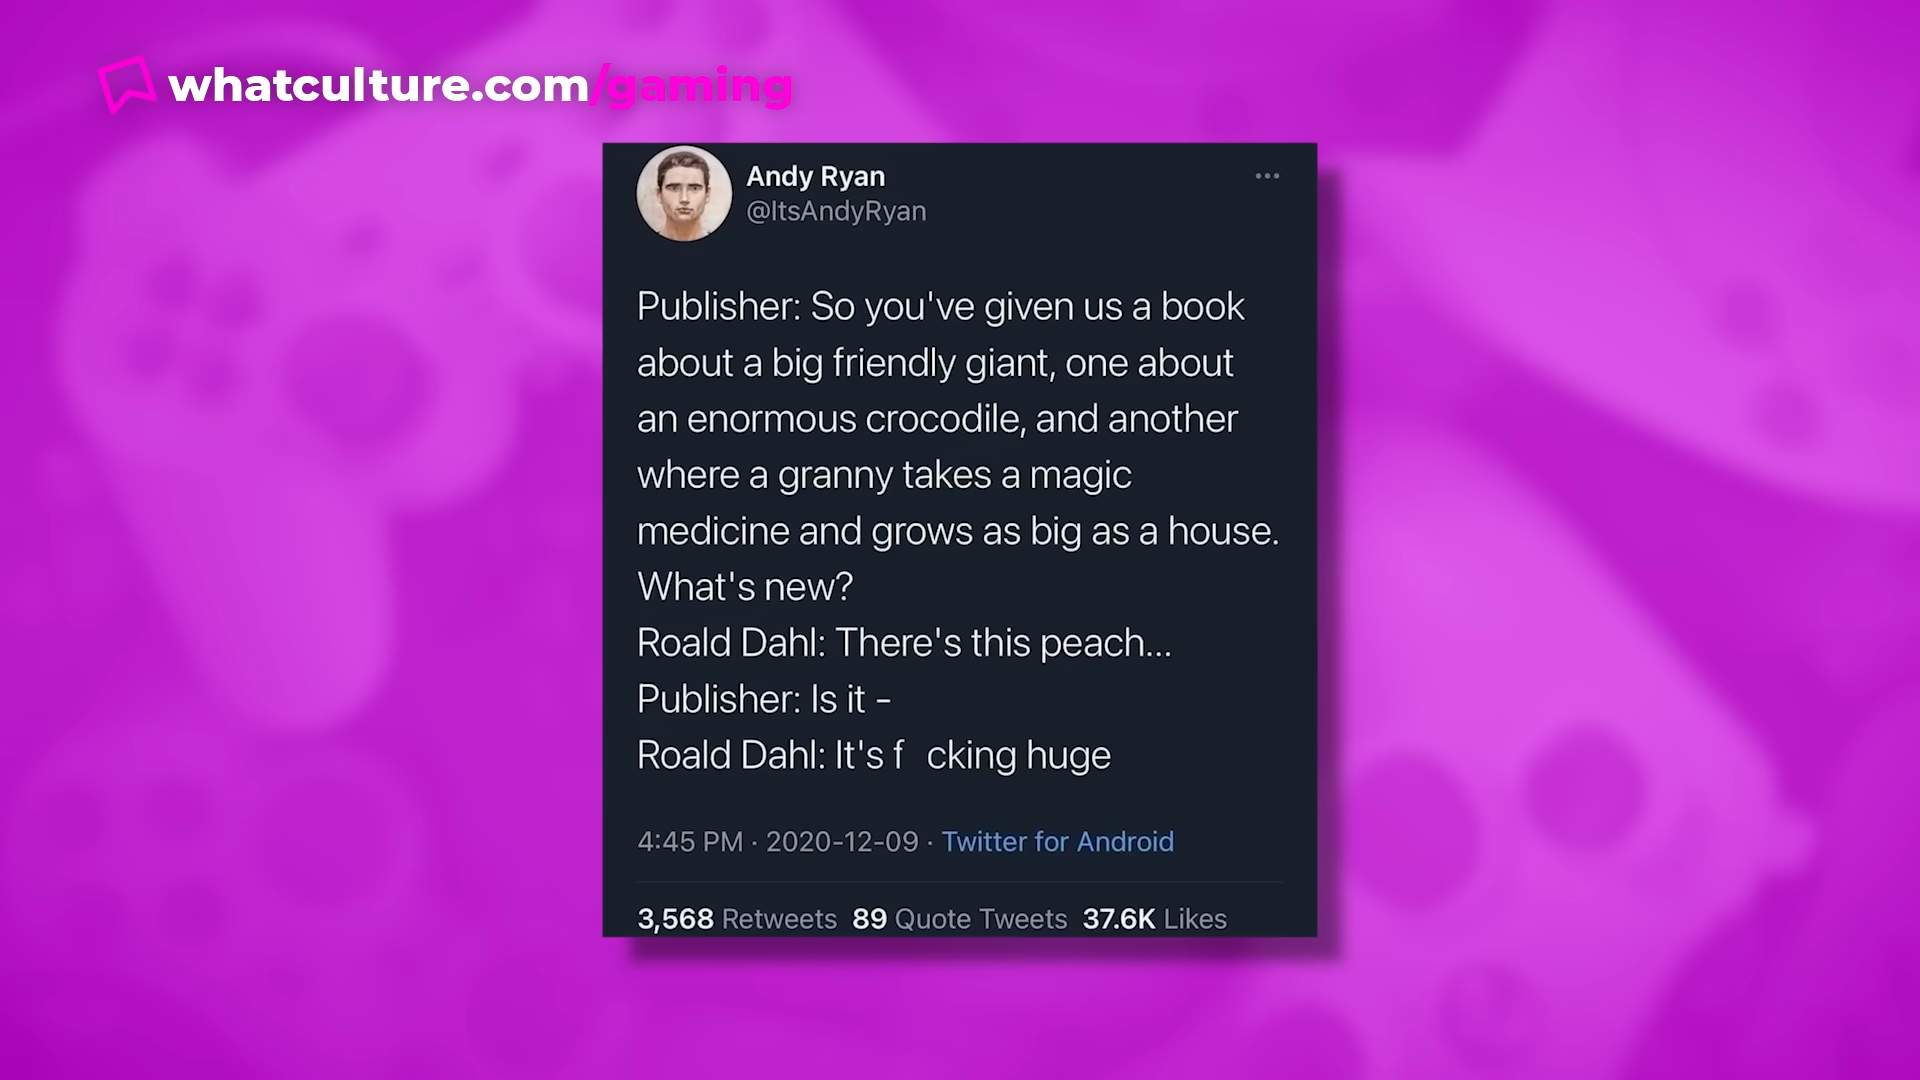 whatculture.com/gaming
Andy Ryan
@ItsAndyRyan
Publisher: So you've given us a book
about a big friendly giant, one about
an enormous crocodile, and another
where a granny takes a magic
medicine and grows as big as a house.
What's new?
Roald Dahl: There's this peach...
Publisher: Is it -
Roald Dahl: It's f cking huge
4:45 PM · 2020-12-09 · Twitter for Android
3,568 Retweets 89 Quote Tweets 37.6K Likes